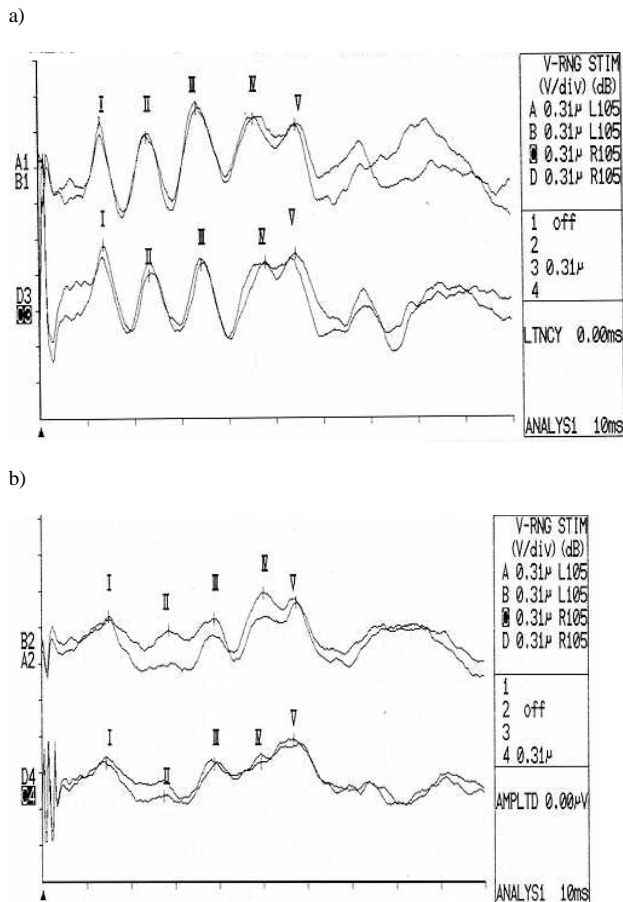 a)
V-RNG STIM
(V/div)(dB)
A 0.31μ L105
B 0.31μ L105
C 0.31μ R105
D 0.31μ R105
I II III IV V
A1
B1
1 off
2
3 0.31μ
4
I II III IV V
D3
C3
LTNCY 0.00ms
ANALYS1 10ms
b)
V-RNG STIM
(V/div)(dB)
A 0.31μ L105
B 0.31μ L105
C 0.31μ R105
D 0.31μ R105
I II III IV V
B2
A2
1
2 off
3
4 0.31μ
I II III IV V
D4
C4
AMPLTD 0.00μV
ANALYS1 10ms